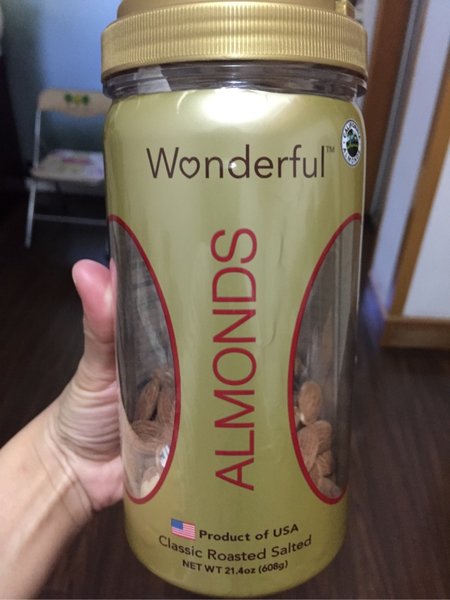 Wonderful™
ALMONDS
Product of USA
Classic Roasted Salted
NET WT 21.4oz (608g)